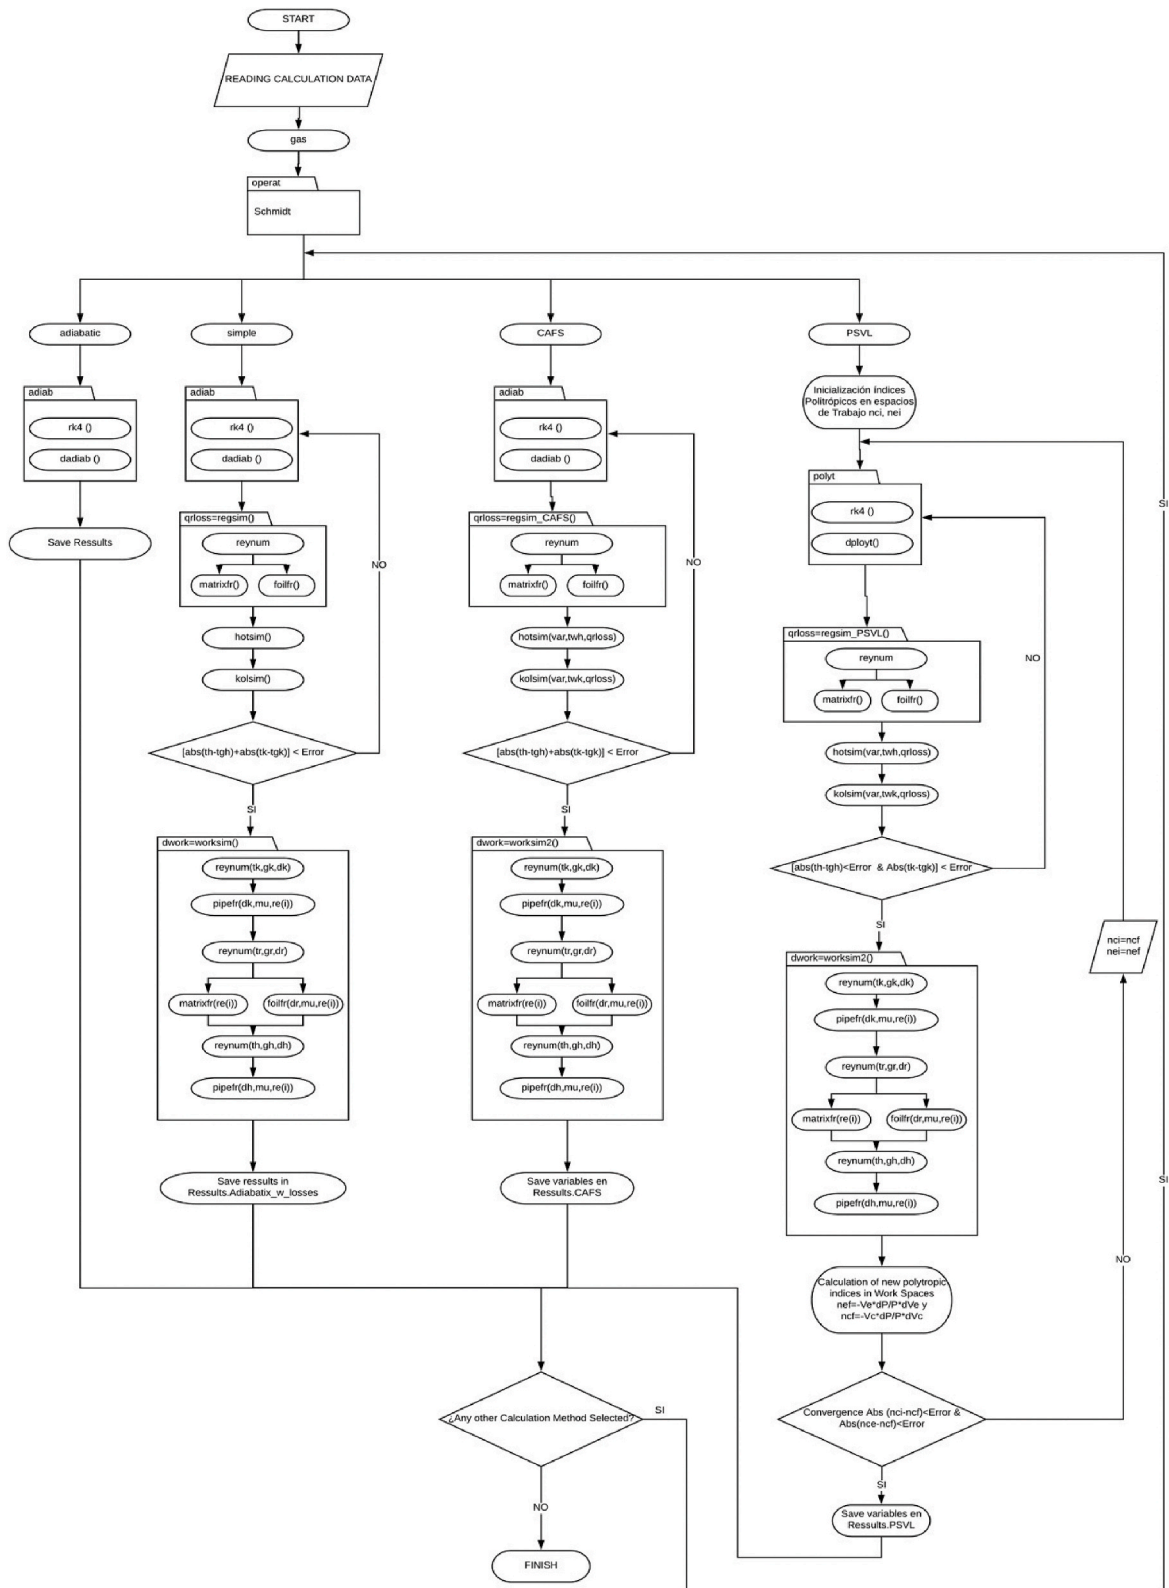 START
READING CALCULATION DATA
gas
operat
Schmidt
adiabatic
adiab
rk4 ()
dadiab ()
Save Ressults
simple
adiab
rk4 ()
dadiab ()
qrloss=regsim()
reynum
matrixfr()
foilfr()
hotsim()
kolsim()
[abs(th-tgh)+abs(tk-tgk)] < Error
NO
SI
dwork=worksim()
reynum(tk,gk,dk)
pipefr(dk,mu,re(i))
reynum(tr,gr,dr)
matrixfr(re(i))
foilfr(dr,mu,re(i))
reynum(th,gh,dh)
pipefr(dh,mu,re(i))
Save ressults in
Ressults.Adiabatix_w_losses
CAFS
adiab
rk4 ()
dadiab ()
qrloss=regsim_CAFS()
reynum
matrixfr()
foilfr()
hotsim(var,twh,qrloss)
kolsim(var,twk,qrloss)
[abs(th-tgh)+abs(tk-tgk)] < Error
NO
SI
dwork=worksim2()
reynum(tk,gk,dk)
pipefr(dk,mu,re(i))
reynum(tr,gr,dr)
matrixfr(re(i))
foilfr(dr,mu,re(i))
reynum(th,gh,dh)
pipefr(dh,mu,re(i))
Save variables en
Ressults.CAFS
PSVL
Inicialización índices
Politrópicos en espacios
de Trabajo nci, nei
polyt
rk4 ()
dployt()
qrloss=regsim_PSVL()
reynum
matrixfr()
foilfr()
hotsim(var,twh,qrloss)
kolsim(var,twk,qrloss)
[abs(th-tgh)<Error & Abs(tk-tgk)] < Error
NO
SI
dwork=worksim2()
reynum(tk,gk,dk)
pipefr(dk,mu,re(i))
reynum(tr,gr,dr)
matrixfr(re(i))
foilfr(dr,mu,re(i))
reynum(th,gh,dh)
pipefr(dh,mu,re(i))
Calculation of new polytropic
indices in Work Spaces
nef=-Ve*dP/P*dVe y
ncf=-Vc*dP/P*dVc
Convergence Abs (nci-ncf)<Error &
Abs(nce-ncf)<Error
NO
nci=ncf
nei=nef
SI
Save variables en
Ressults.PSVL
¿Any other Calculation Method Selected?
SI
SI
SI
NO
FINISH